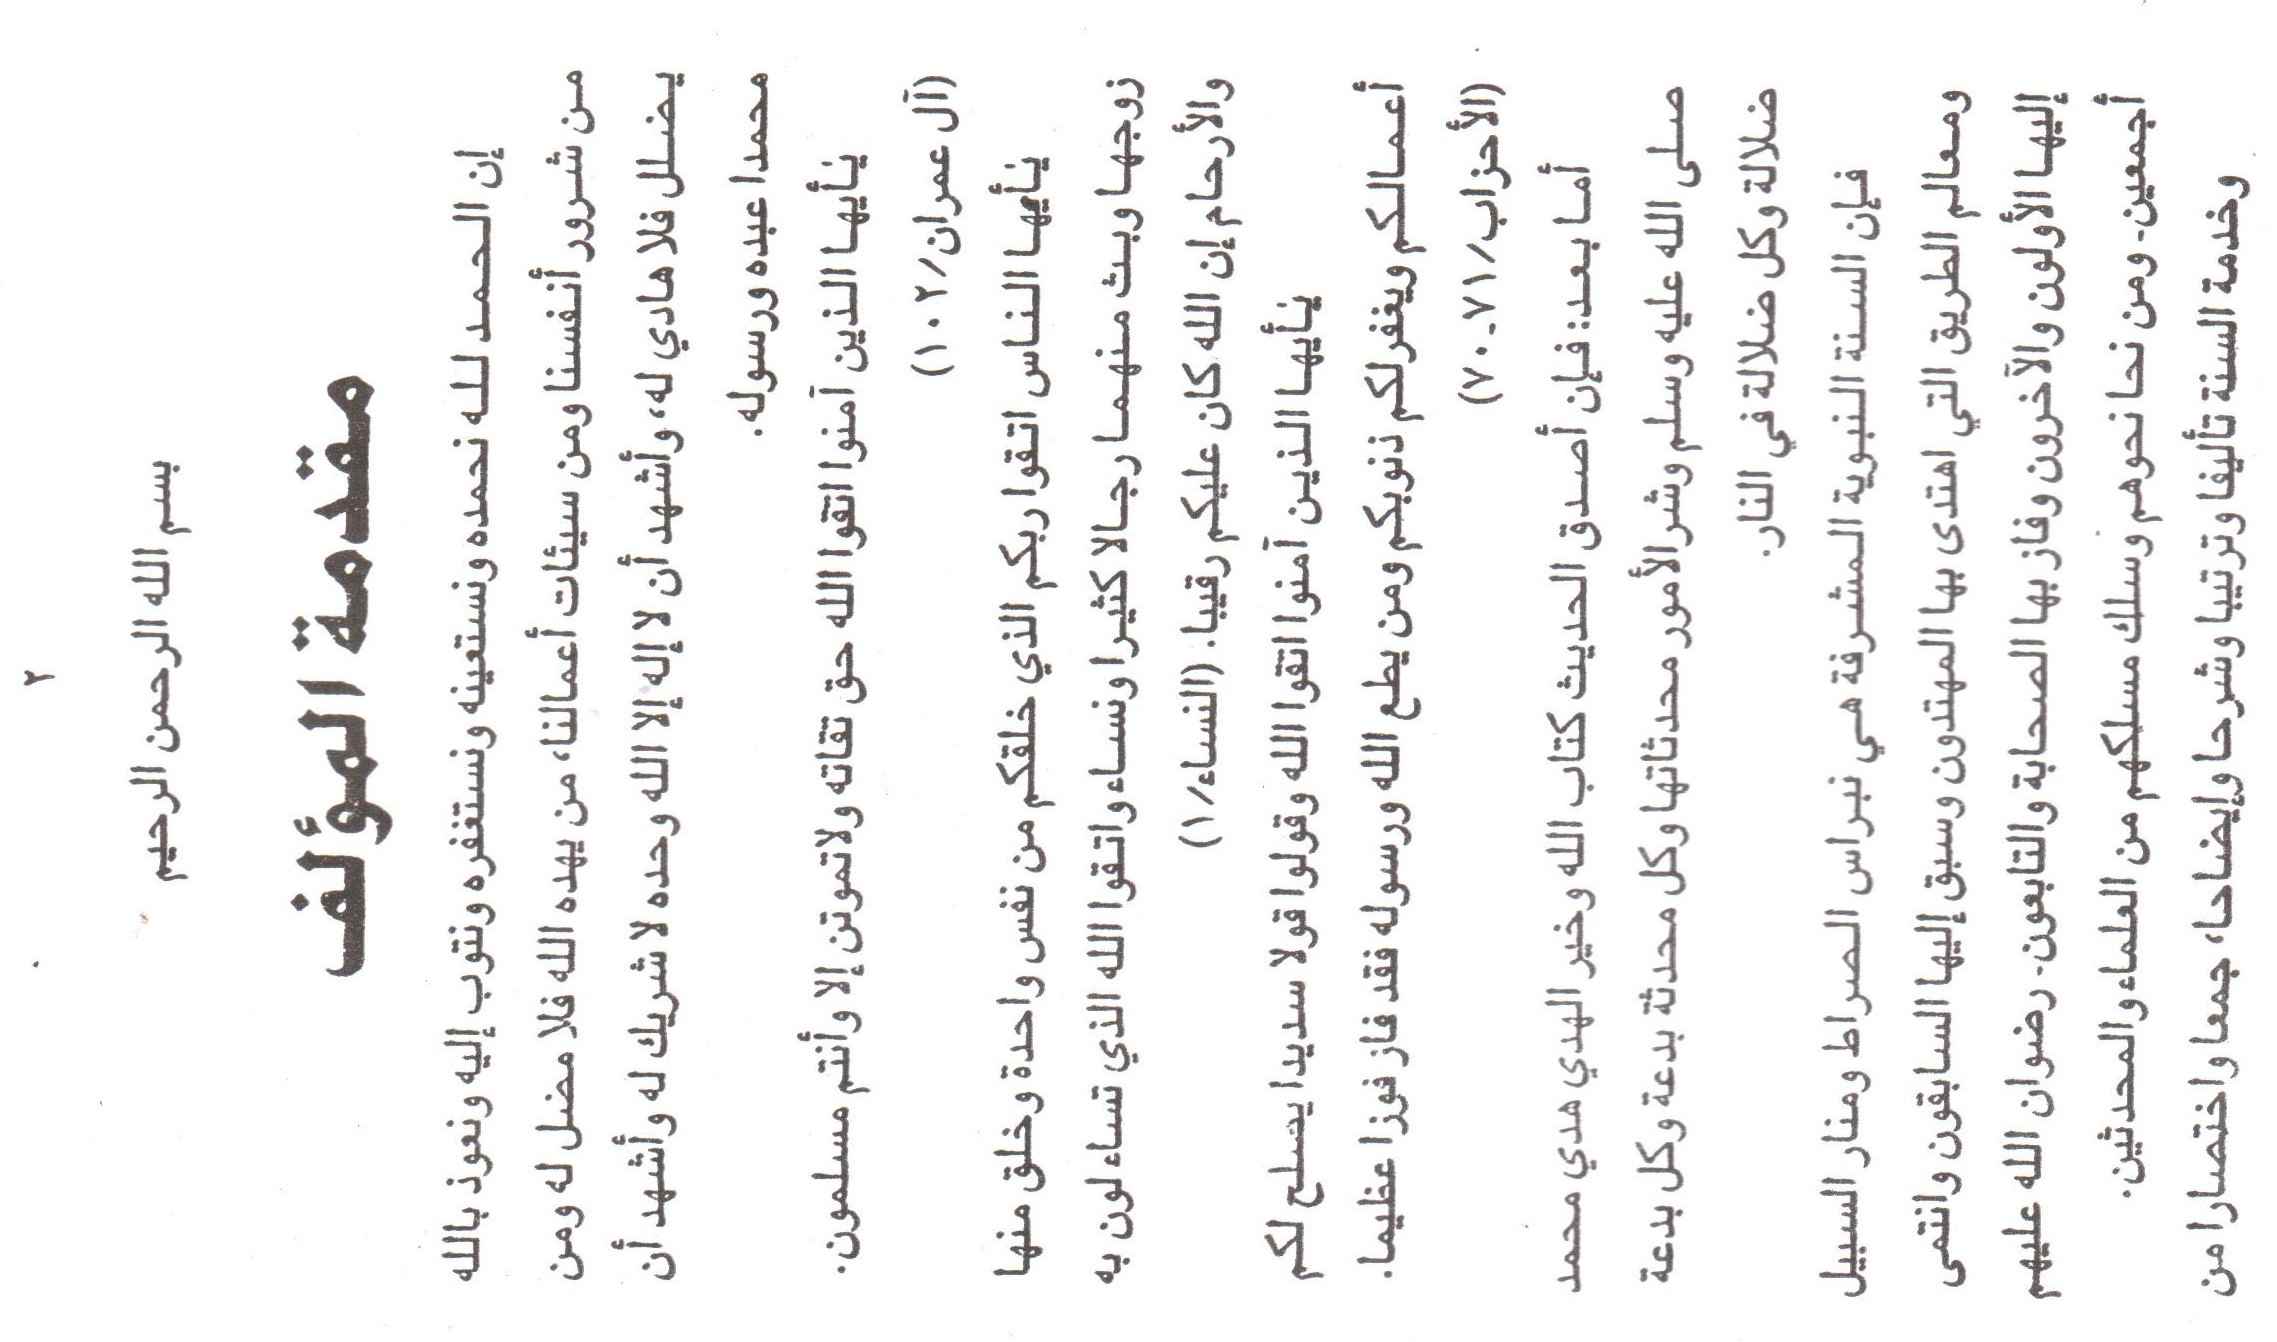 ٢
بسم الله الرحمن الرحيم
مقدمة المؤلف
إن الحمد لله نحمده ونستعينه ونستغفره ونتوب إليه ونعوذ بالله
من شرور أنفسنا ومن سيئات أعمالنا، من يهده الله فلا مضل له ومن
يضلل فلا هادي له، وأشهد أن لا إله إلا الله وحده لا شريك له وأشهد أن
محمدا عبده ورسوله.
يٰأيها الذين آمنوا اتقوا الله حق تقاته ولاتموتن إلا وأنتم مسلمون.
(آل عمران/١٠٢)
يٰأيها الناس اتقوا ربكم الذي خلقكم من نفس واحدة وخلق منها
زوجها وبث منهما رجالا كثيرا ونساء واتقوا الله الذي تساء لون به
والأرحام إن الله كان عليكم رقيبا. (النساء/١)
يٰأيها الذين آمنوا اتقوا الله وقولوا قولا سديدا يصلح لكم
أعمالكم ويغفرلكم ذنوبكم ومن يطع الله ورسوله فقد فاز فوزا عظيما.
(الأحزاب/٧١ـ٧٠)
أما بعد: فإن أصدق الحديث كتاب الله وخير الهدي هدي محمد
صلى الله عليه وسلم وشرالأمور محدثاتها وكل محدثة بدعة وكل بدعة
ضلالة وكل ضلالة في النار.
فإن السنة النبوية المشرفة هي نبراس الصراط ومنار السبيل
ومعالم الطريق التي اهتدى بها المهتدون وسبق إليها السابقون وانتمى
إليها الأولون والآخرون وفاز بها الصحابة والتابعون ـ رضوان الله عليهم
أجمعين ـ ومن نحا نحوهم وسلك مسلكهم من العلماء والمحدثين.
وخدمة السنة تأليفا وترتيبا وشرحا وإيضاحا، جمعا واختصارا من